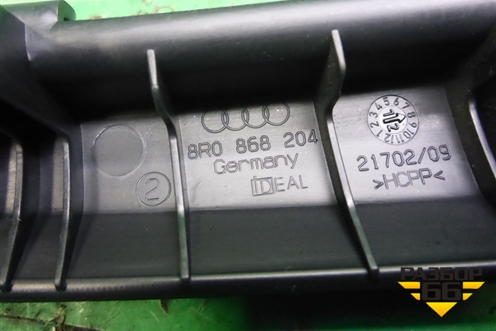 8R0 868 204
Germany
IDEAL
2
21702/09
>HCPP<
РАЗБОР
66